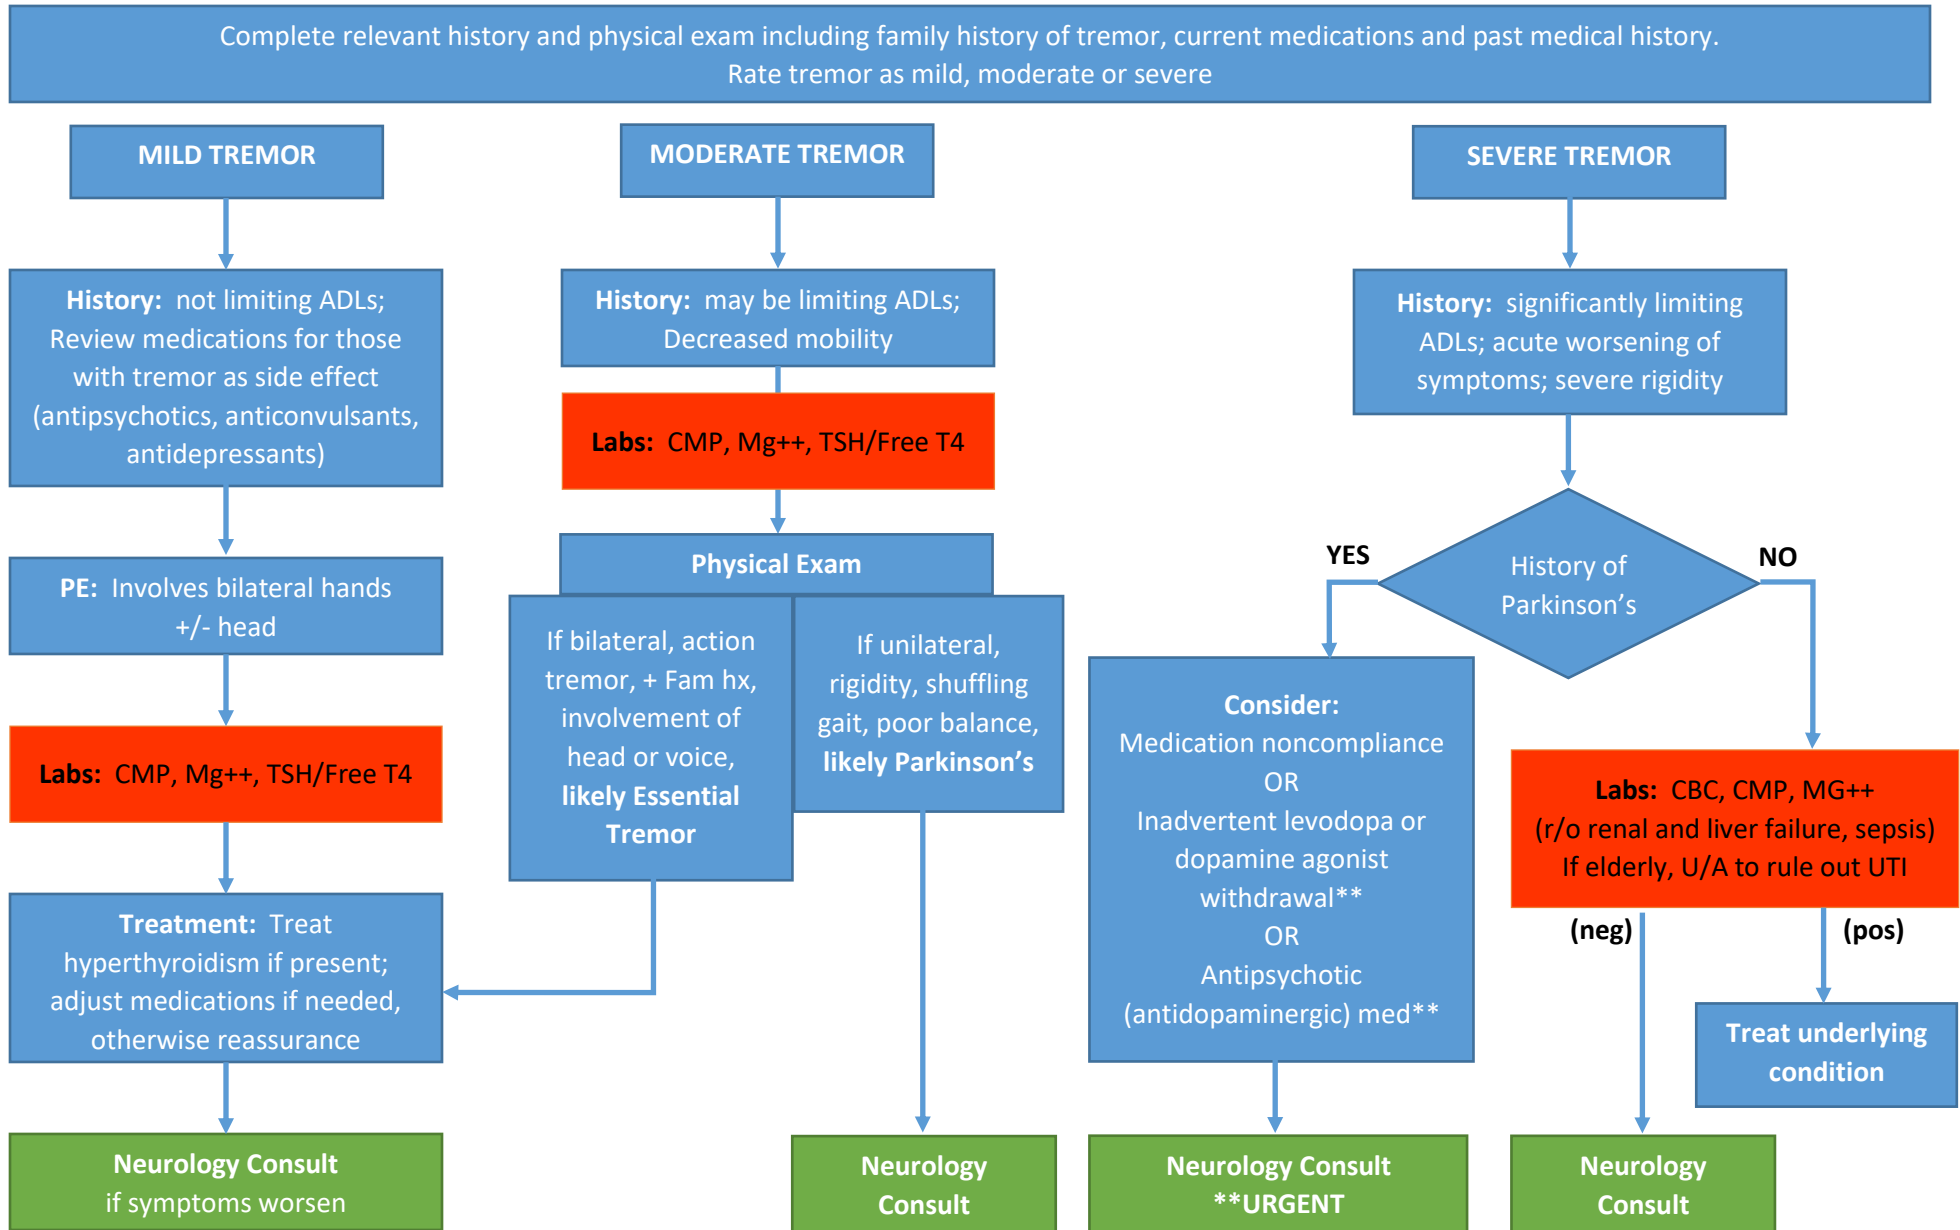 Complete relevant history and physical exam including family history of tremor, current medications and past medical history.
Rate tremor as mild, moderate or severe
MILD TREMOR
History: not limiting ADLs;
Review medications for those
with tremor as side effect
(antipsychotics, anticonvulsants,
antidepressants)
PE: Involves bilateral hands
+/- head
Labs: CMP, Mg++, TSH/Free T4
Treatment: Treat
hyperthyroidism if present;
adjust medications if needed,
otherwise reassurance
Neurology Consult
if symptoms worsen
MODERATE TREMOR
History: may be limiting ADLs;
Decreased mobility
Labs: CMP, Mg++, TSH/Free T4
Physical Exam
If bilateral, action
tremor, + Fam hx,
involvement of
head or voice,
likely Essential
Tremor
If unilateral,
rigidity, shuffling
gait, poor balance,
likely Parkinson's
Neurology
Consult
SEVERE TREMOR
History: significantly limiting
ADLs; acute worsening of
symptoms; severe rigidity
History of
Parkinson's
YES
Consider:
Medication noncompliance
OR
Inadvertent levodopa or
dopamine agonist
withdrawal**
OR
Antipsychotic
(antidopaminergic) med**
Neurology Consult
**URGENT
NO
Labs: CBC, CMP, MG++
(r/o renal and liver failure, sepsis)
If elderly, U/A to rule out UTI
(neg)
Neurology
Consult
(pos)
Treat underlying
condition